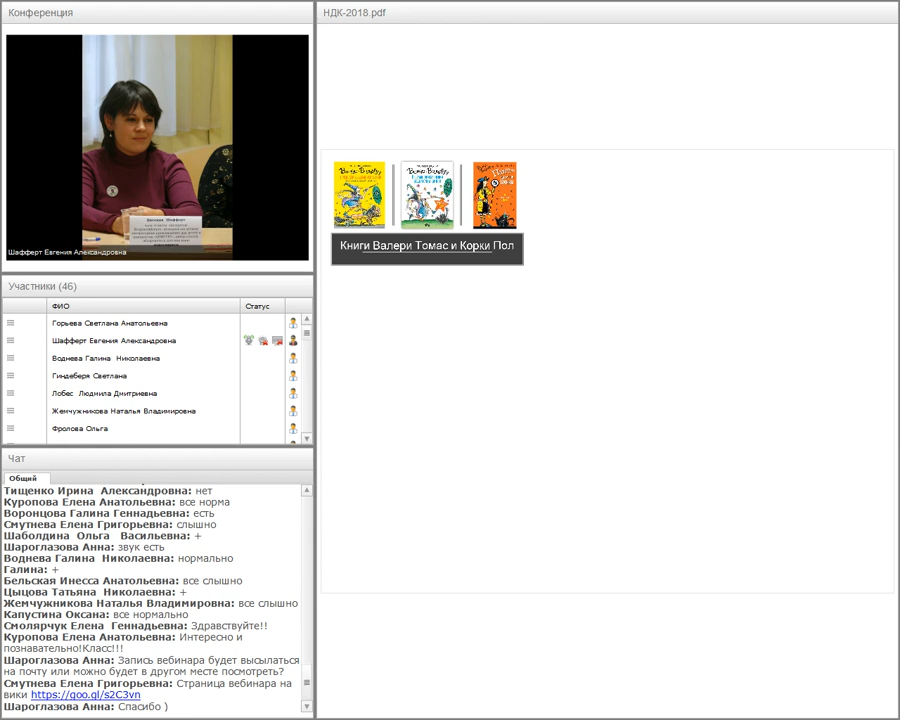 Конференция
Шафферт Евгения Александровна
Участники (46)
ФИО
Статус
Горьева Светлана Анатольевна
Шафферт Евгения Александровна
Воднева Галина Николаевна
Гиндеберя Светлана
Лобес Людмила Дмитриевна
Жемчужникова Наталья Владимировна
Фролова Ольга
Чат
Общий
Тищенко Ирина Александровна: нет
Куропова Елена Анатольевна: все норма
Воронцова Галина Геннадьевна: есть
Смутнева Елена Григорьевна: слышно
Шаболдина Ольга Васильевна: +
Шароглазова Анна: звук есть
Воднева Галина Николаевна: нормально
Галина: +
Бельская Инесса Анатольевна: все слышно
Цыцова Татьяна Николаевна: +
Жемчужникова Наталья Владимировна: все слышно
Капустина Оксана: все нормально
Смолярчук Елена Геннадьевна: Здравствуйте!!
Куропова Елена Анатольевна: Интересно и
познавательно!Класс!!!
Шароглазова Анна: Запись вебинара будет высылаться
на почту или можно будет в другом месте посмотреть?
Смутнева Елена Григорьевна: Страница вебинара на
вики https://goo.gl/s2C3vn
Шароглазова Анна: Спасибо )
НДК-2018.pdf
Книги Валери Томас и Корки Пол